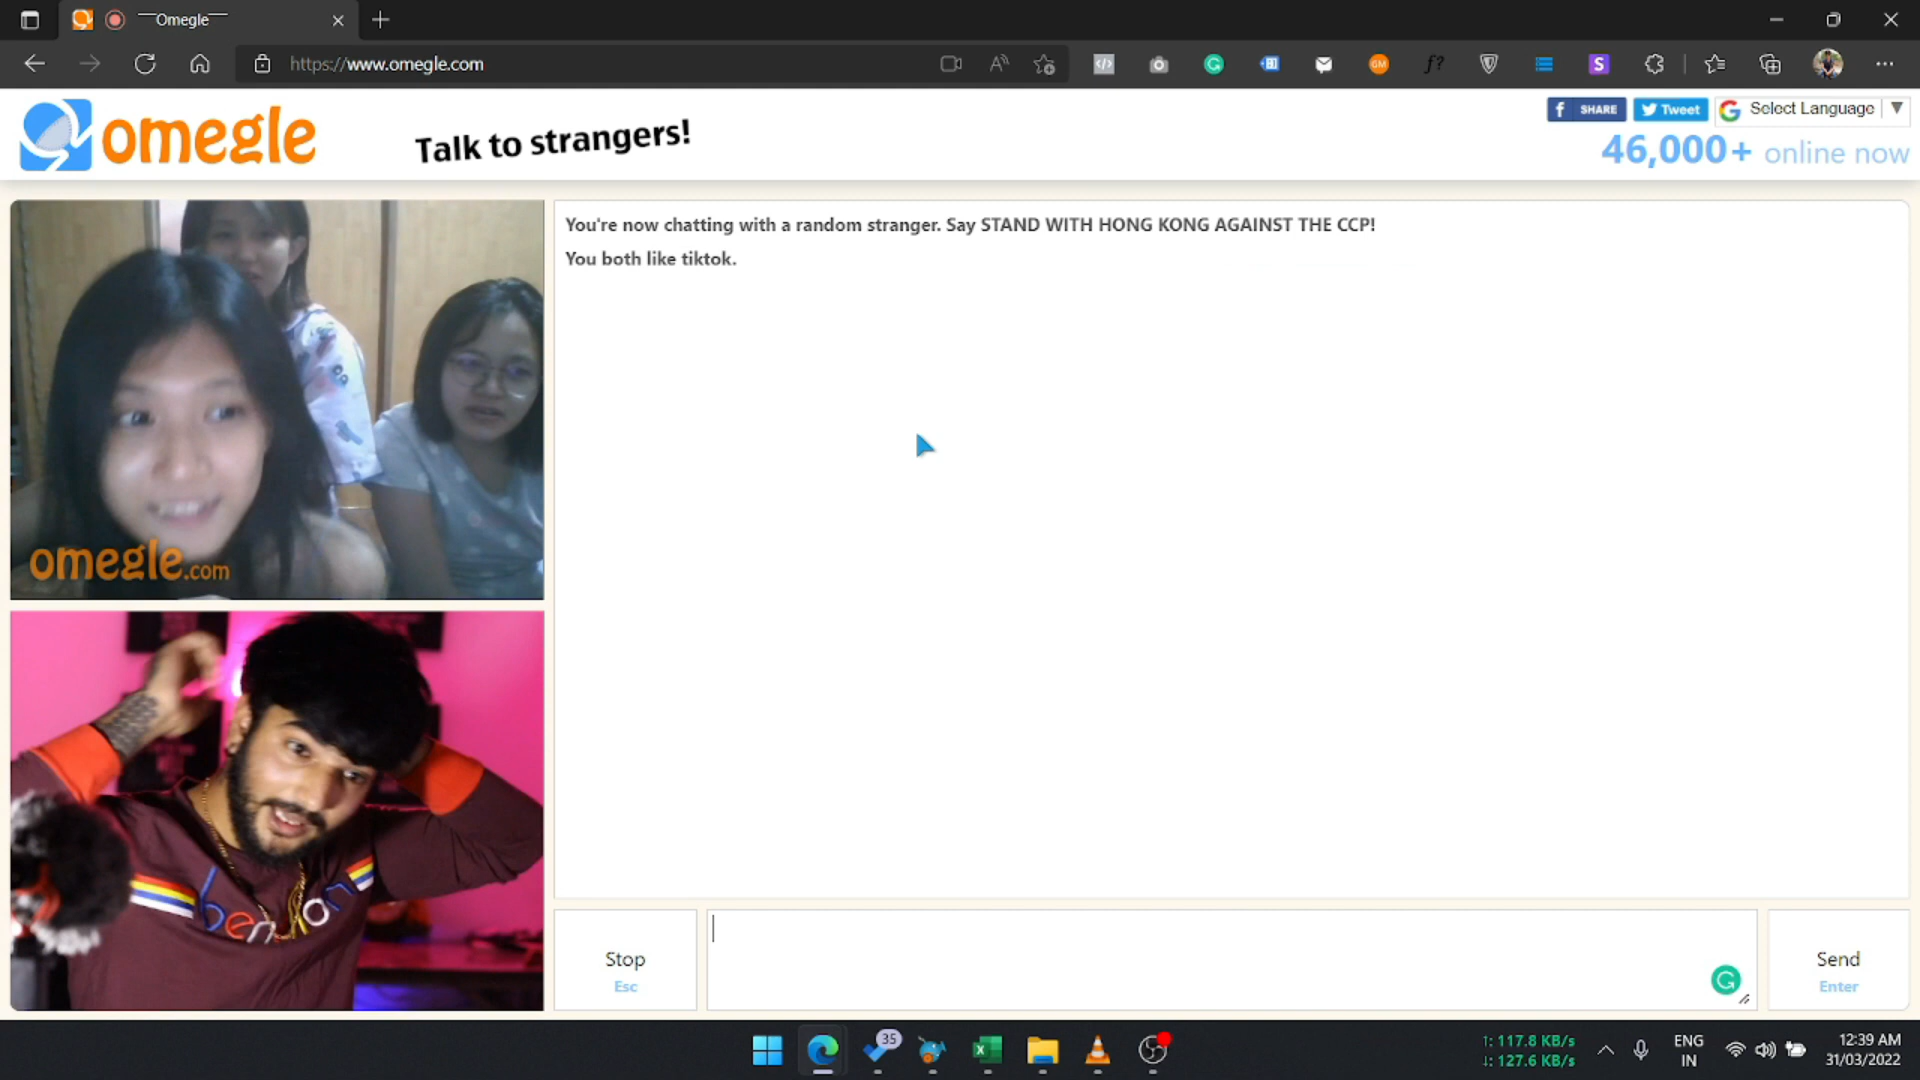 Omegle
https://www.omegle.com
omegle
Talk to strangers!
f SHARE
Tweet
Select Language
46,000+ online now
You're now chatting with a random stranger. Say STAND WITH HONG KONG AGAINST THE CCP!
You both like tiktok.
omegle.com
Stop
Esc
Send
Enter
35
↑: 117.8 KB/s
↓: 127.6 KB/s
ENG
IN
12:39 AM
31/03/2022